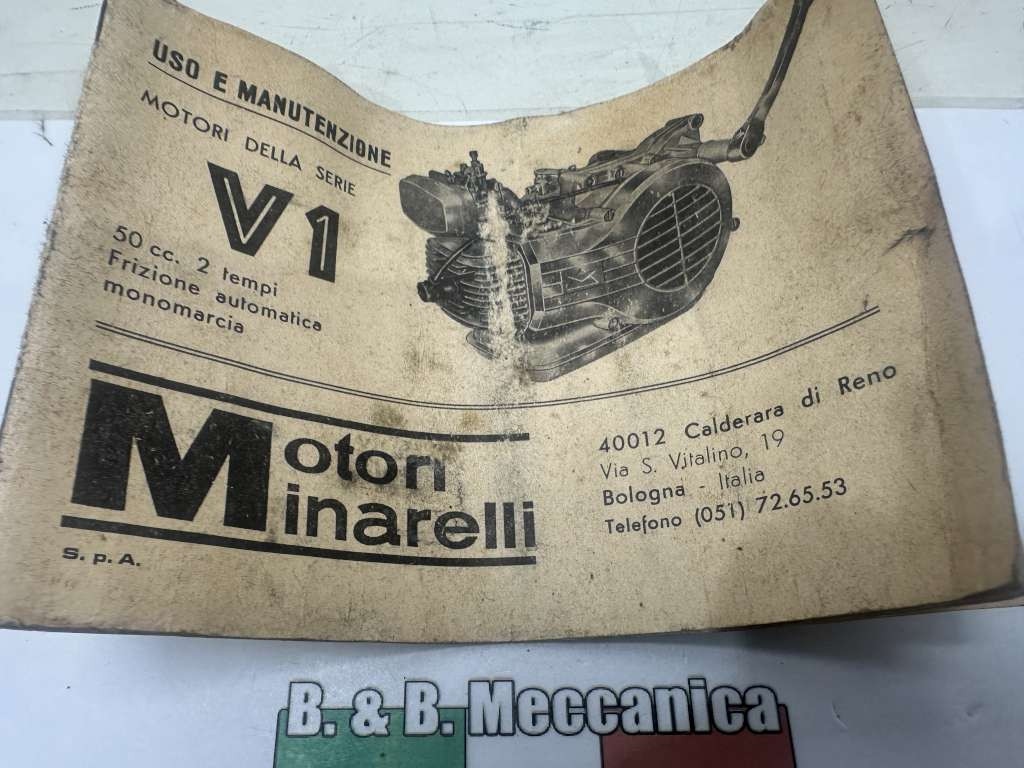 USO E MANUTENZIONE
MOTORI DELLA SERIE
V1
50 cc. 2 tempi
Frizione automatica
monomarcia
Motori
Minarelli
S.p.A.
40012 Calderara di Reno
Via S. Vitalino, 19
Bologna - Italia
Telefono (051) 72.65.53
B. & B. Meccanica